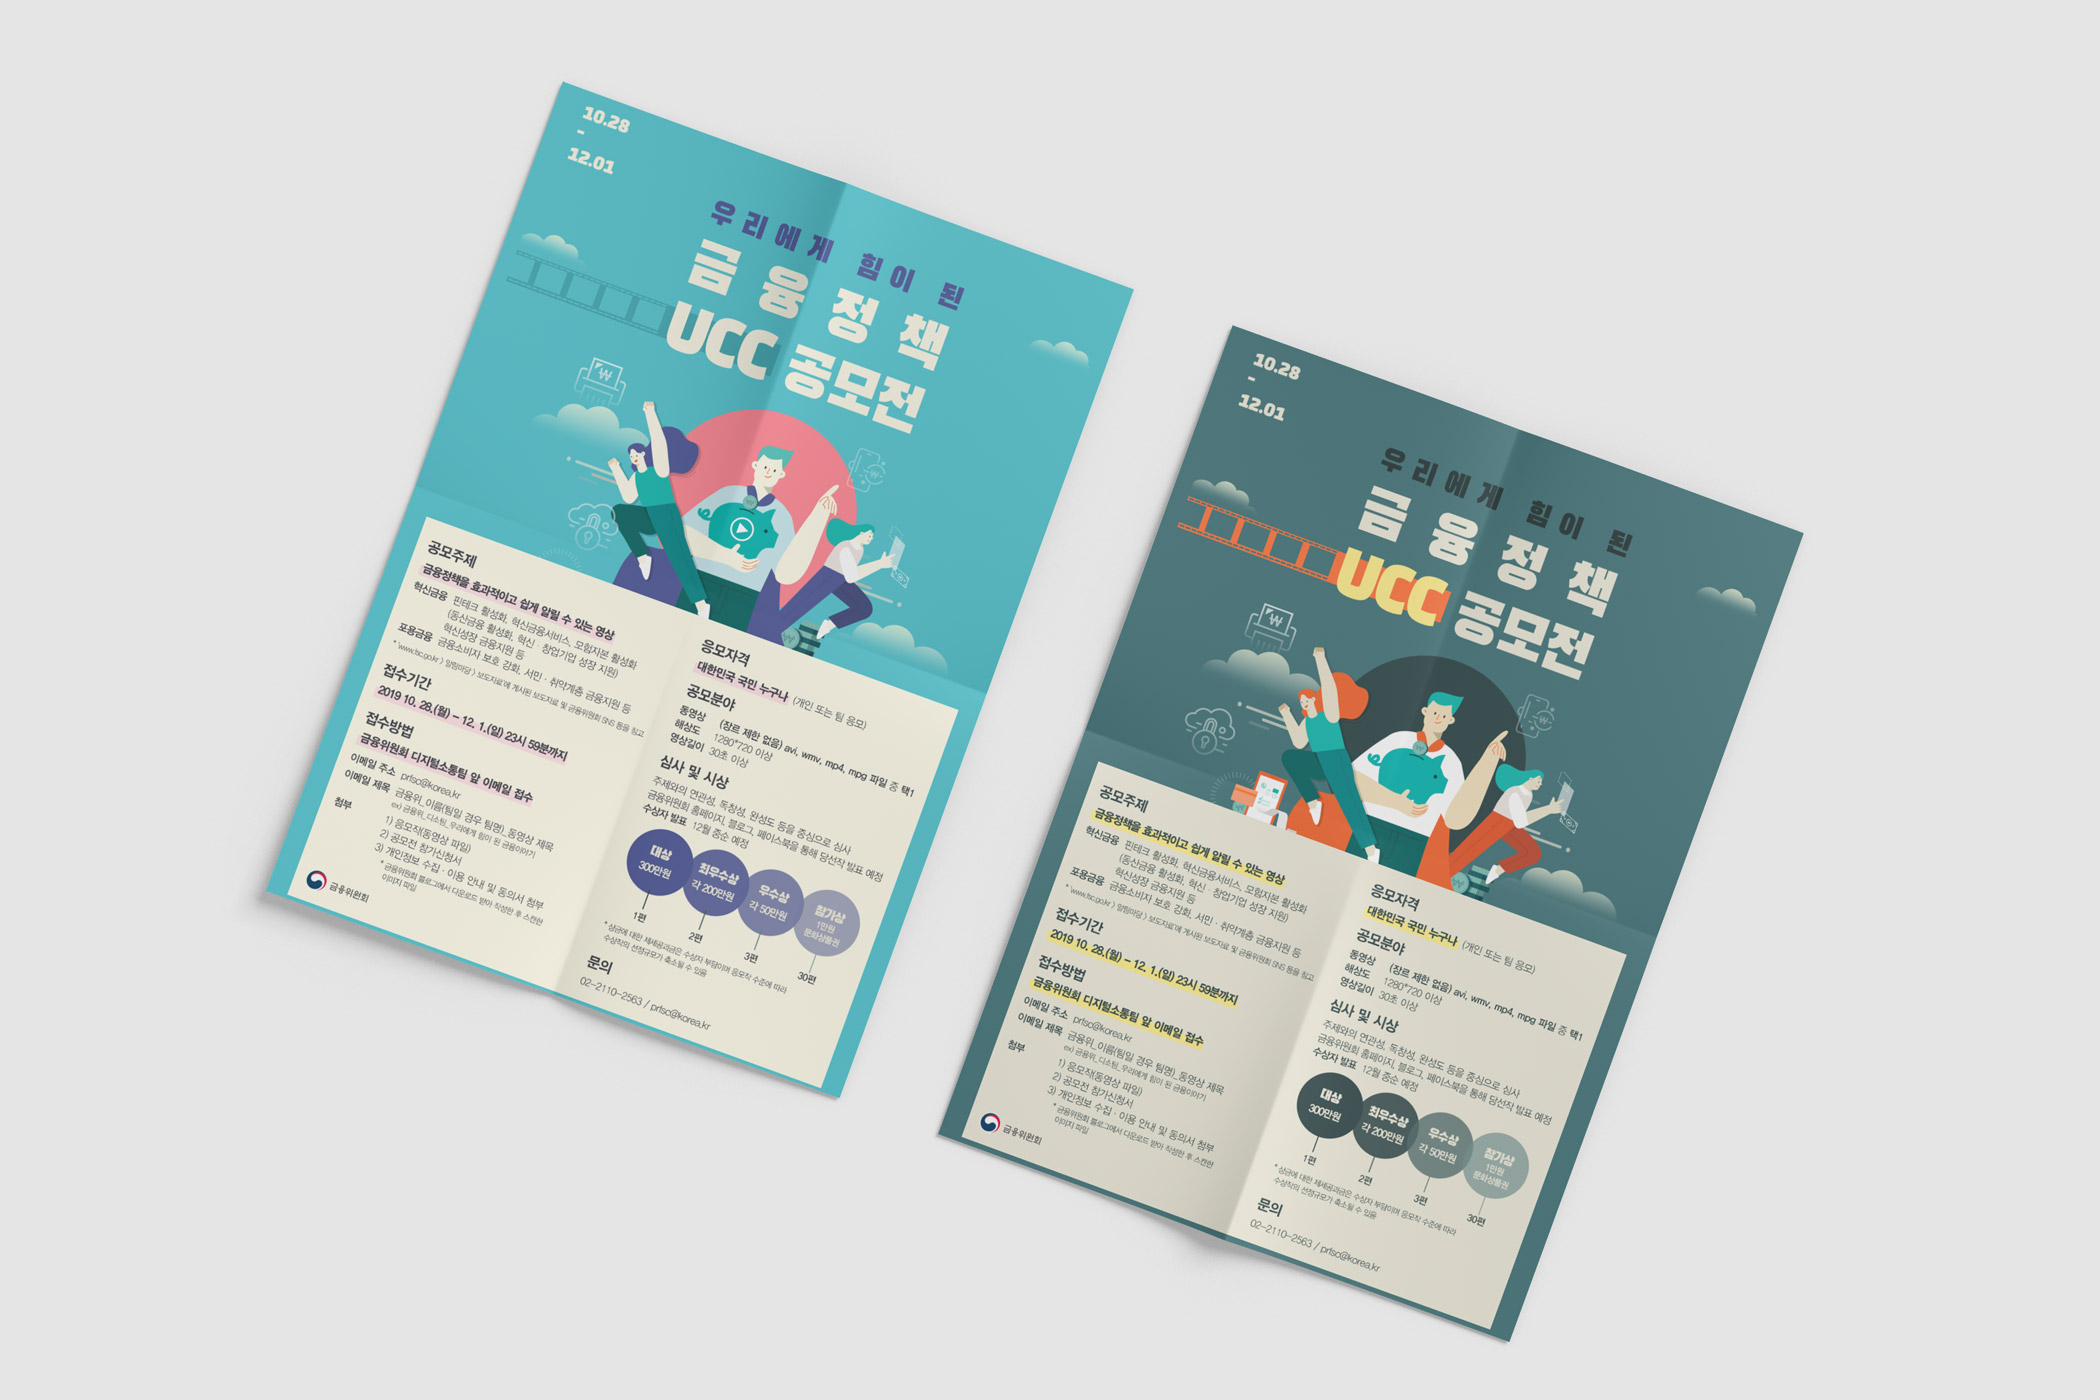 10.28
-
12.01
우리에게 힘이 된
금융정책
UCC 공모전
공모주제
금융정책을 효과적이고 쉽게 알릴 수 있는 영상
혁신금융 핀테크 활성화, 혁신금융서비스, 모험자본 활성화
(동산금융 활성화, 혁신·창업기업 성장 지원)
혁신성장 금융지원 등
포용금융 금융소비자 보호 강화, 서민·취약계층 금융지원 등
* 'www.fsc.go.kr > 알림마당 > 보도자료'에 게시된 보도자료 및 금융위원회 SNS 등을 참고
접수기간
2019 10. 28.(월) – 12. 1.(일) 23시 59분까지
접수방법
금융위원회 디지털소통팀 앞 이메일 접수
이메일 주소 prfsc@korea.kr
이메일 제목 금융위_이름(팀일 경우 팀명)_동영상 제목
ex) 금융위_디소팀_우리에게 힘이 된 금융이야기
첨부 1) 응모작(동영상 파일)
2) 공모전 참가신청서
3) 개인정보 수집·이용 안내 및 동의서 첨부
* 금융위원회 블로그에서 다운로드 받아 작성한 후 스캔한
이미지 파일
금융위원회
응모자격
대한민국 국민 누구나 (개인 또는 팀 응모)
공모분야
동영상 (장르 제한 없음) avi, wmv, mp4, mpg 파일 중 택1
해상도 1280*720 이상
영상길이 30초 이상
심사 및 시상
주제와의 연관성, 독창성, 완성도 등을 중심으로 심사
금융위원회 홈페이지, 블로그, 페이스북을 통해 당선작 발표 예정
수상자 발표 12월 중순 예정
대상
300만원
1편
최우수상
각 200만원
2편
우수상
각 50만원
3편
참가상
1만원
문화상품권
30편
* 상금에 대한 제세공과금은 수상자 부담이며 응모작 수준에 따라
수상작의 선정규모가 축소될 수 있음
문의
02-2110-2563 / prfsc@korea.kr
10.28
-
12.01
우리에게 힘이 된
금융정책
UCC 공모전
공모주제
금융정책을 효과적이고 쉽게 알릴 수 있는 영상
혁신금융 핀테크 활성화, 혁신금융서비스, 모험자본 활성화
(동산금융 활성화, 혁신·창업기업 성장 지원)
혁신성장 금융지원 등
포용금융 금융소비자 보호 강화, 서민·취약계층 금융지원 등
* 'www.fsc.go.kr > 알림마당 > 보도자료'에 게시된 보도자료 및 금융위원회 SNS 등을 참고
접수기간
2019 10. 28.(월) – 12. 1.(일) 23시 59분까지
접수방법
금융위원회 디지털소통팀 앞 이메일 접수
이메일 주소 prfsc@korea.kr
이메일 제목 금융위_이름(팀일 경우 팀명)_동영상 제목
ex) 금융위_디소팀_우리에게 힘이 된 금융이야기
첨부 1) 응모작(동영상 파일)
2) 공모전 참가신청서
3) 개인정보 수집·이용 안내 및 동의서 첨부
* 금융위원회 블로그에서 다운로드 받아 작성한 후 스캔한
이미지 파일
금융위원회
응모자격
대한민국 국민 누구나 (개인 또는 팀 응모)
공모분야
동영상 (장르 제한 없음) avi, wmv, mp4, mpg 파일 중 택1
해상도 1280*720 이상
영상길이 30초 이상
심사 및 시상
주제와의 연관성, 독창성, 완성도 등을 중심으로 심사
금융위원회 홈페이지, 블로그, 페이스북을 통해 당선작 발표 예정
수상자 발표 12월 중순 예정
대상
300만원
1편
최우수상
각 200만원
2편
우수상
각 50만원
3편
참가상
1만원
문화상품권
30편
* 상금에 대한 제세공과금은 수상자 부담이며 응모작 수준에 따라
수상작의 선정규모가 축소될 수 있음
문의
02-2110-2563 / prfsc@korea.kr